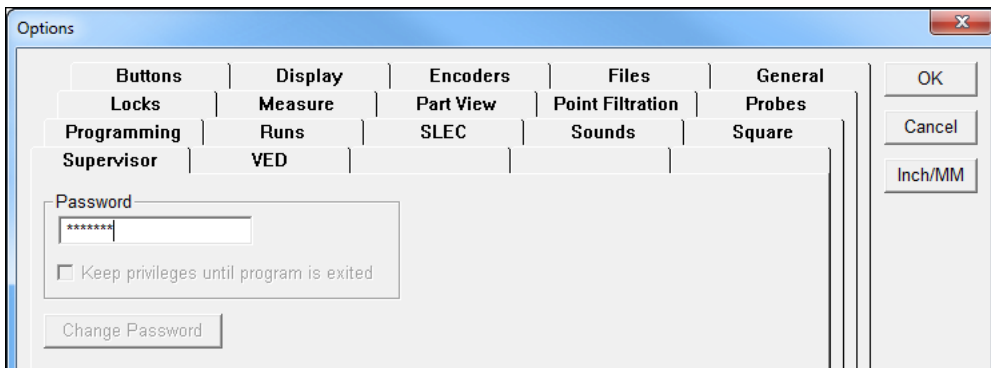 Options
Buttons Display Encoders Files General
Locks Measure Part View Point Filtration Probes
Programming Runs SLEC Sounds Square
Supervisor VED
Password
*******
Keep privileges until program is exited
Change Password
OK
Cancel
Inch/MM